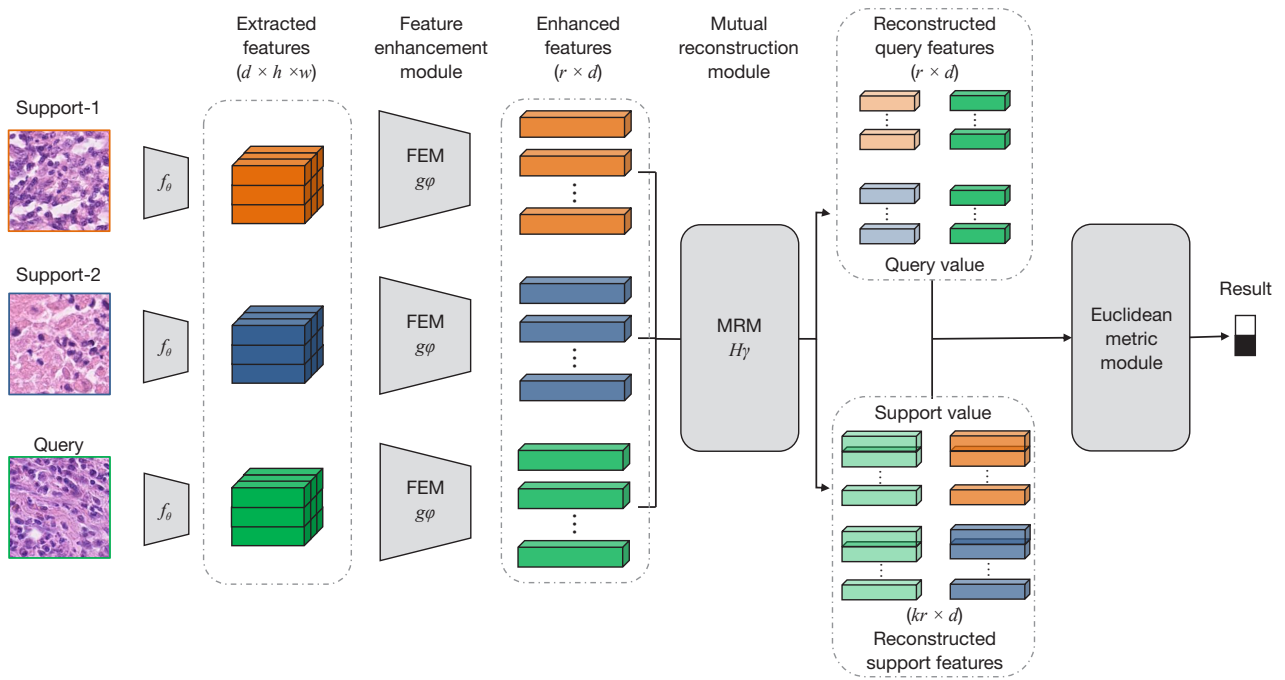 Extracted
features
(d × h ×w)
Feature
enhancement
module
Enhanced
features
(r × d)
Mutual
reconstruction
module
Reconstructed
query features
(r × d)
Support-1
fθ
FEM
gφ
Support-2
fθ
FEM
gφ
Query
fθ
FEM
gφ
MRM
Hγ
Query value
Support value
(kr × d)
Reconstructed
support features
Euclidean
metric
module
Result